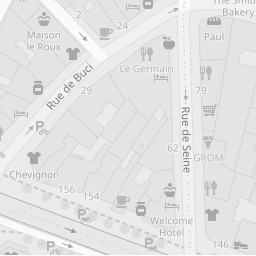 The Smith
Bakery
24
Maison
le Roux
Paul
Le Germain
79
Rue de Buci
29
Rue de Seine
62
GROM
Chevignon
156
154
Welcome
Hotel
146